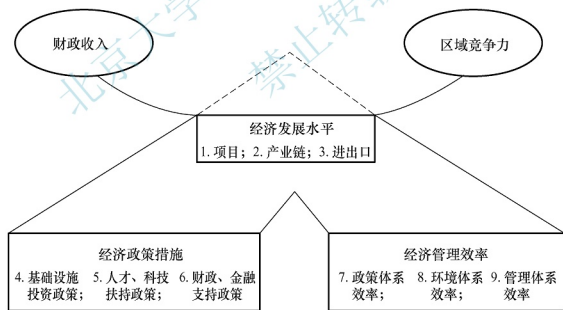 北京大学
禁止转
财政收入
区域竞争力
经济发展水平
1. 项目；2. 产业链；3. 进出口
经济政策措施
4. 基础设施投资政策；
5. 人才、科技扶持政策；
6. 财政、金融支持政策
经济管理效率
7. 政策体系效率；
8. 环境体系效率；
9. 管理体系效率